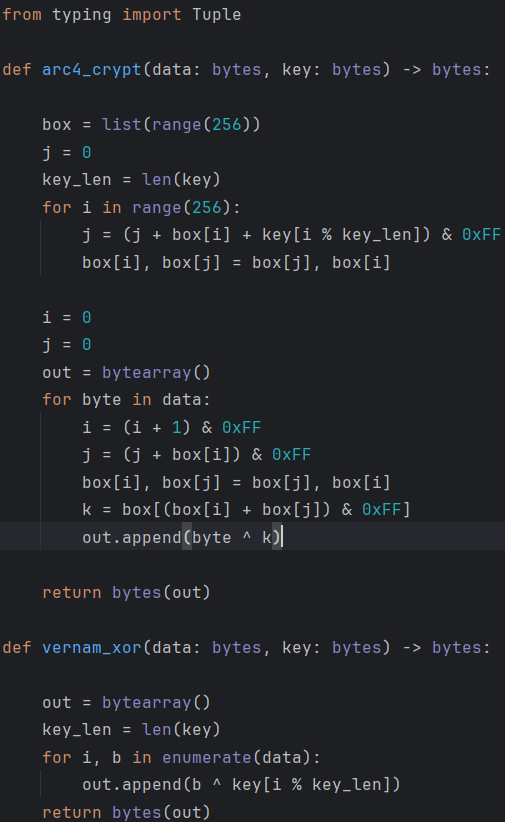 from typing import Tuple
def arc4_crypt(data: bytes, key: bytes) -> bytes:
    box = list(range(256))
    j = 0
    key_len = len(key)
    for i in range(256):
        j = (j + box[i] + key[i % key_len]) & 0xFF
        box[i], box[j] = box[j], box[i]
    i = 0
    j = 0
    out = bytearray()
    for byte in data:
        i = (i + 1) & 0xFF
        j = (j + box[i]) & 0xFF
        box[i], box[j] = box[j], box[i]
        k = box[(box[i] + box[j]) & 0xFF]
        out.append(byte ^ k)
    return bytes(out)
def vernam_xor(data: bytes, key: bytes) -> bytes:
    out = bytearray()
    key_len = len(key)
    for i, b in enumerate(data):
        out.append(b ^ key[i % key_len])
    return bytes(out)